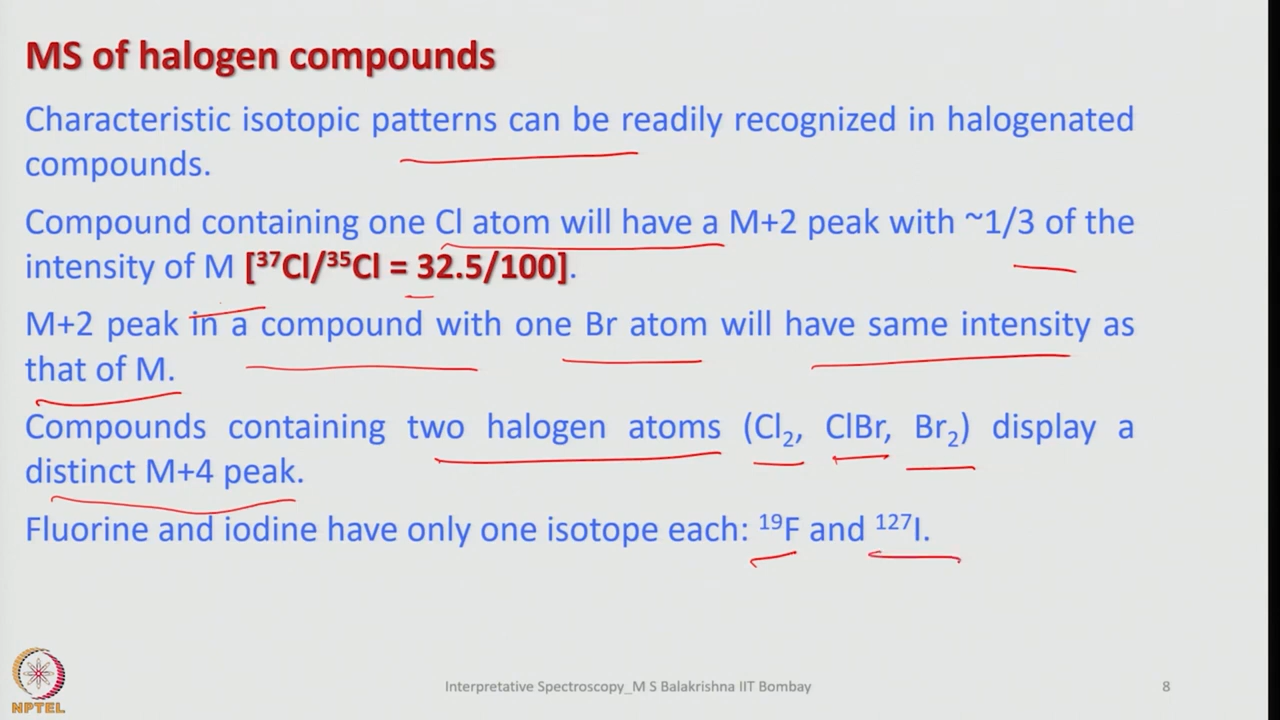 MS of halogen compounds
Characteristic isotopic patterns can be readily recognized in halogenated
compounds.
Compound containing one Cl atom will have a M+2 peak with ~1/3 of the
intensity of M [³⁷Cl/³⁵Cl = 32.5/100].
M+2 peak in a compound with one Br atom will have same intensity as
that of M.
Compounds containing two halogen atoms (Cl₂, ClBr, Br₂) display a
distinct M+4 peak.
Fluorine and iodine have only one isotope each: ¹⁹F and ¹²⁷I.
NPTEL
Interpretative Spectroscopy_M S Balakrishna IIT Bombay
8